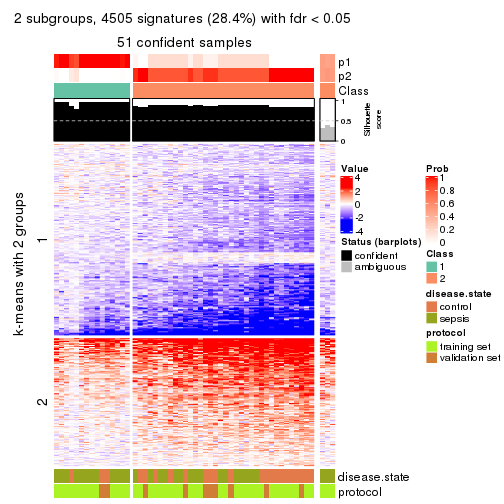 2 subgroups, 4505 signatures (28.4%) with fdr < 0.05
51 confident samples
p1
p2
Class
1
0.5
0
Silhouette
score
k-means with 2 groups
1
2
Value
4
2
0
-2
-4
Status (barplots)
confident
ambiguous
Prob
1
0.8
0.6
0.4
0.2
0
Class
1
2
disease.state
control
sepsis
protocol
training set
validation set
disease.state
protocol